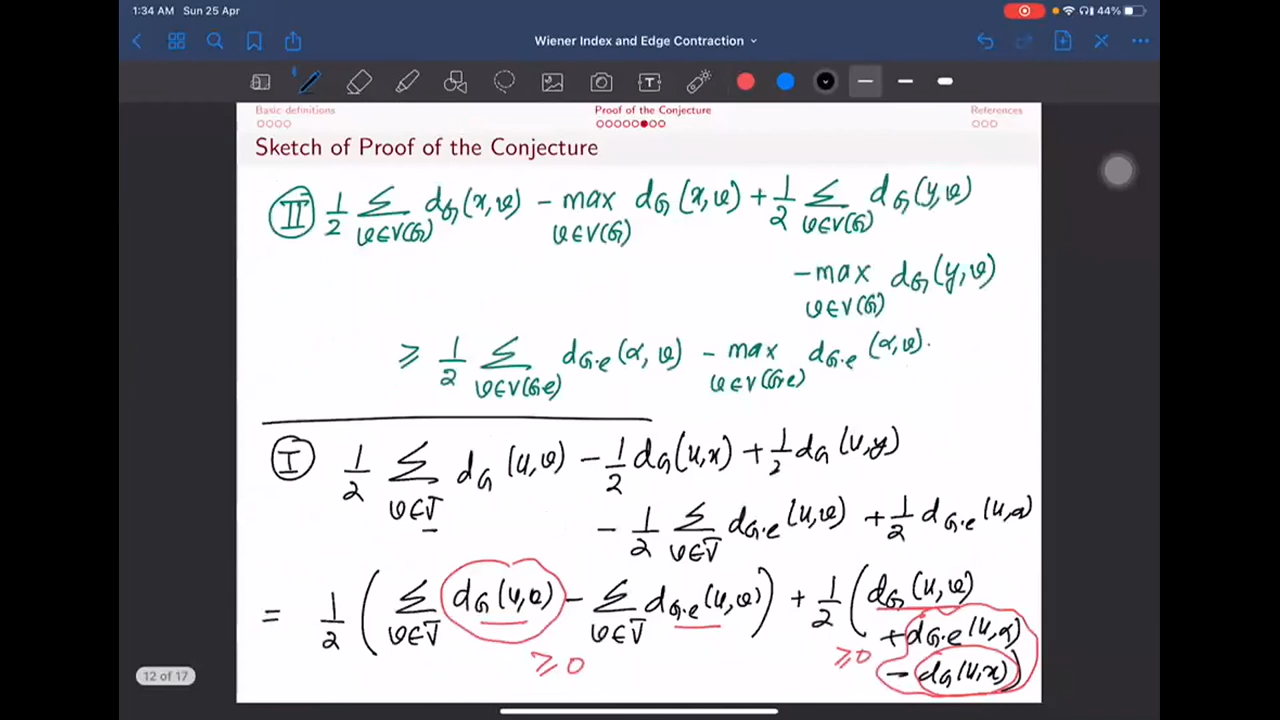 1:34 AM Sun 25 Apr 44%
Wiener Index and Edge Contraction
Basic definitions Proof of the Conjecture References
Sketch of Proof of the Conjecture
II 1/2 Σ_{v∈V(G)} d_G(x,v) - max_{v∈V(G)} d_G(x,v) + 1/2 Σ_{v∈V(G)} d_G(y,v)
- max_{v∈V(G)} d_G(y,v)
≥ 1/2 Σ_{v∈V(G·e)} d_{G·e}(α,v) - max_{v∈V(G·e)} d_{G·e}(α,v).
I 1/2 Σ_{v∈T} d_G(u,v) - 1/2 d_G(u,x) + 1/2 d_G(u,y)
- 1/2 Σ_{v∈T} d_{G·e}(u,v) + 1/2 d_{G·e}(u,α)
= 1/2 ( Σ_{v∈T} d_G(u,v) - Σ_{v∈T} d_{G·e}(u,v) ) + 1/2 ( d_G(u,v)
+ d_{G·e}(u,α)
≥0 ≥0 - d_G(u,x) )
12 of 17